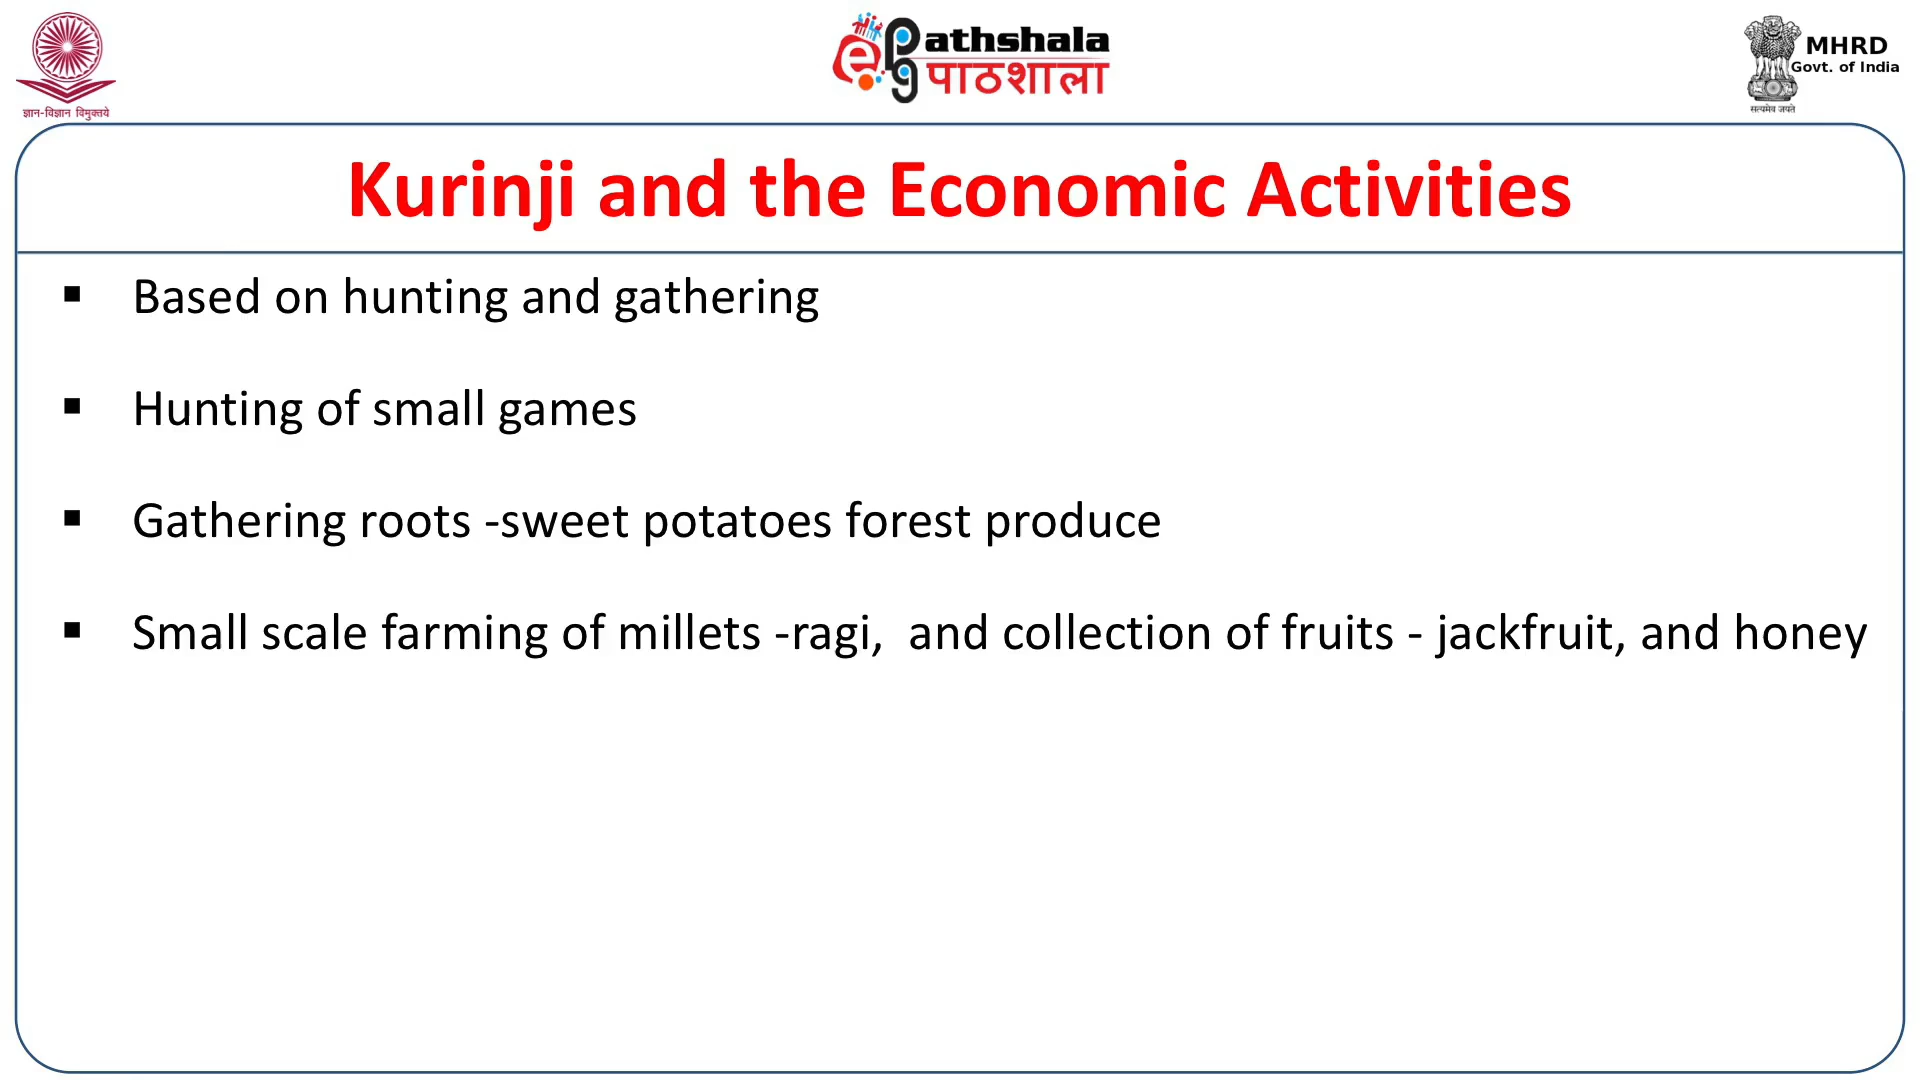 ज्ञान-विज्ञान विमुक्तये
ePG Pathshala
पाठशाला
MHRD
Govt. of India
सत्यमेव जयते
Kurinji and the Economic Activities
▪ Based on hunting and gathering
▪ Hunting of small games
▪ Gathering roots -sweet potatoes forest produce
▪ Small scale farming of millets -ragi,  and collection of fruits - jackfruit, and honey